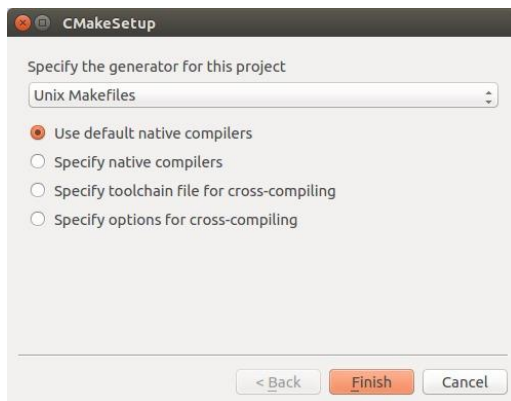 CMakeSetup
Specify the generator for this project
Unix Makefiles
Use default native compilers
Specify native compilers
Specify toolchain file for cross-compiling
Specify options for cross-compiling
< Back Finish Cancel